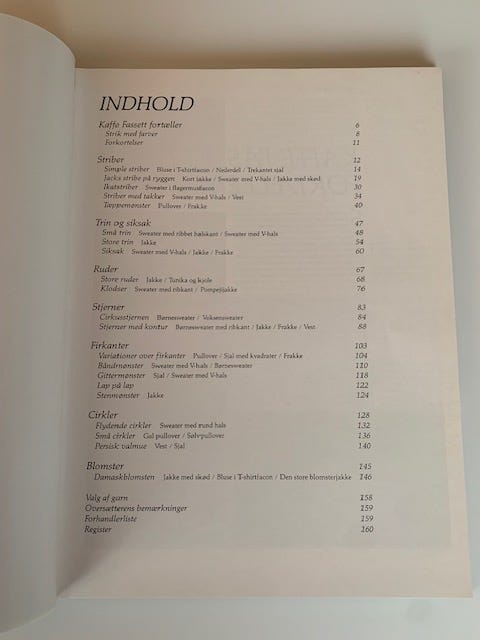 INDHOLD
Kaffe Fassett fortæller 6
Strik med farver 8
Forkortelser 11
Striber 12
Simple striber Bluse i T-shirtfacon / Nederdel / Trekantet sjal 14
Jacks stribe på ryggen Kort jakke / Sweater med V-hals / Jakke med skød 19
Ikatstriber Sweater i flagermusfacon 30
Striber med takker Sweater med V-hals / Vest 34
Tæppemønster Pullover / Frakke 40
Trin og siksak 47
Små trin Sweater med ribbet halskant / Sweater med V-hals 48
Store trin Jakke 54
Siksak Sweater med V-hals / Jakke / Frakke 60
Ruder 67
Store ruder Jakke / Tunika og kjole 68
Klodser Sweater med ribkant / Pompejijakke 76
Stjerner 83
Cirkusstjernen Børnesweater / Voksensweater 84
Stjerner med kontur Børnesweater med ribkant / Jakke / Frakke / Vest 88
Firkanter 103
Variationer over firkanter Pullover / Sjal med kvadrater / Frakke 104
Båndmønster Sweater med V-hals / Børnesweater 110
Gittermønster Sjal / Sweater med V-hals 118
Lap på lap 122
Stenmønster Jakke 124
Cirkler 128
Flydende cirkler Sweater med rund hals 132
Små cirkler Gul pullover / Sølvpullover 136
Persisk valmue Vest / Sjal 140
Blomster 145
Damaskblomsten Jakke med skød / Bluse i T-shirtfacon / Den store blomsterjakke 146
Valg af garn 158
Oversætterens bemærkninger 159
Forhandlerliste 159
Register 160